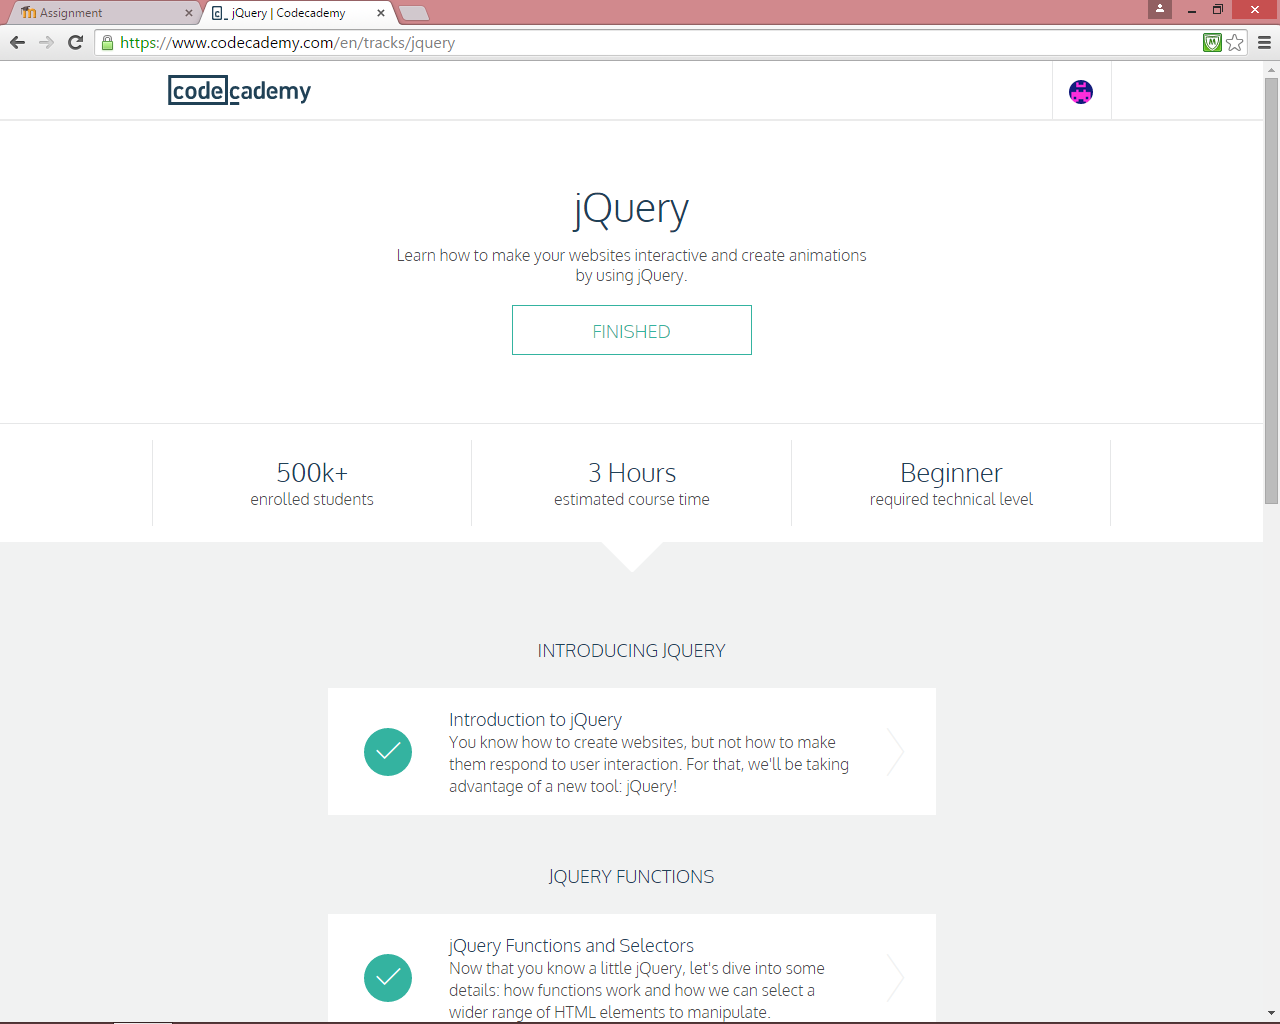 Assignment
jQuery | Codecademy
https://www.codecademy.com/en/tracks/jquery
codecademy
jQuery
Learn how to make your websites interactive and create animations
by using jQuery.
FINISHED
500k+
enrolled students
3 Hours
estimated course time
Beginner
required technical level
INTRODUCING JQUERY
Introduction to jQuery
You know how to create websites, but not how to make
them respond to user interaction. For that, we'll be taking
advantage of a new tool: jQuery!
JQUERY FUNCTIONS
jQuery Functions and Selectors
Now that you know a little jQuery, let's dive into some
details: how functions work and how we can select a
wider range of HTML elements to manipulate.